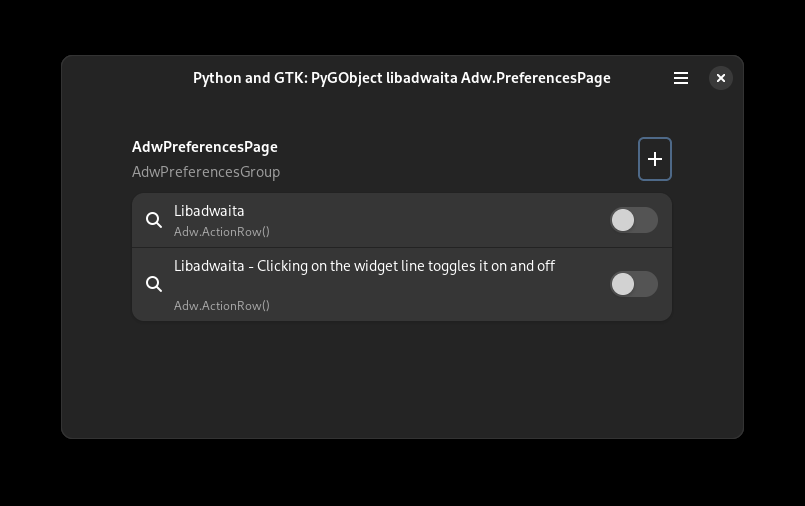 Python and GTK: PyGObject libadwaita Adw.PreferencesPage
AdwPreferencesPage
AdwPreferencesGroup
Libadwaita
Adw.ActionRow()
Libadwaita - Clicking on the widget line toggles it on and off
Adw.ActionRow()